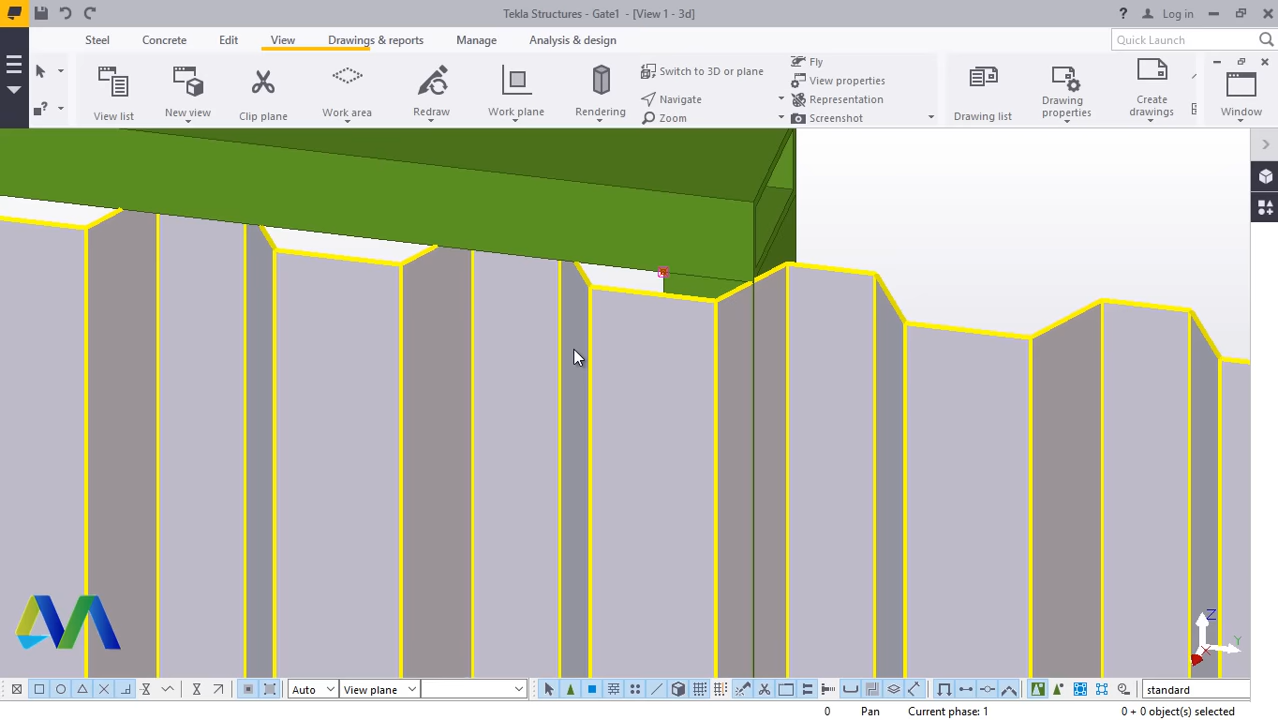 Tekla Structures - Gate1 - [View 1 - 3d]
? Log in
Steel Concrete Edit View Drawings & reports Manage Analysis & design
Quick Launch
Fly
Switch to 3D or plane
View properties
Navigate
Representation
Zoom
Screenshot
View list
New view
Clip plane
Work area
Redraw
Work plane
Rendering
Drawing list
Drawing
properties
Create
drawings
Window
Z
Y
X
Auto
View plane
standard
0 Pan Current phase: 1 0 + 0 object(s) selected